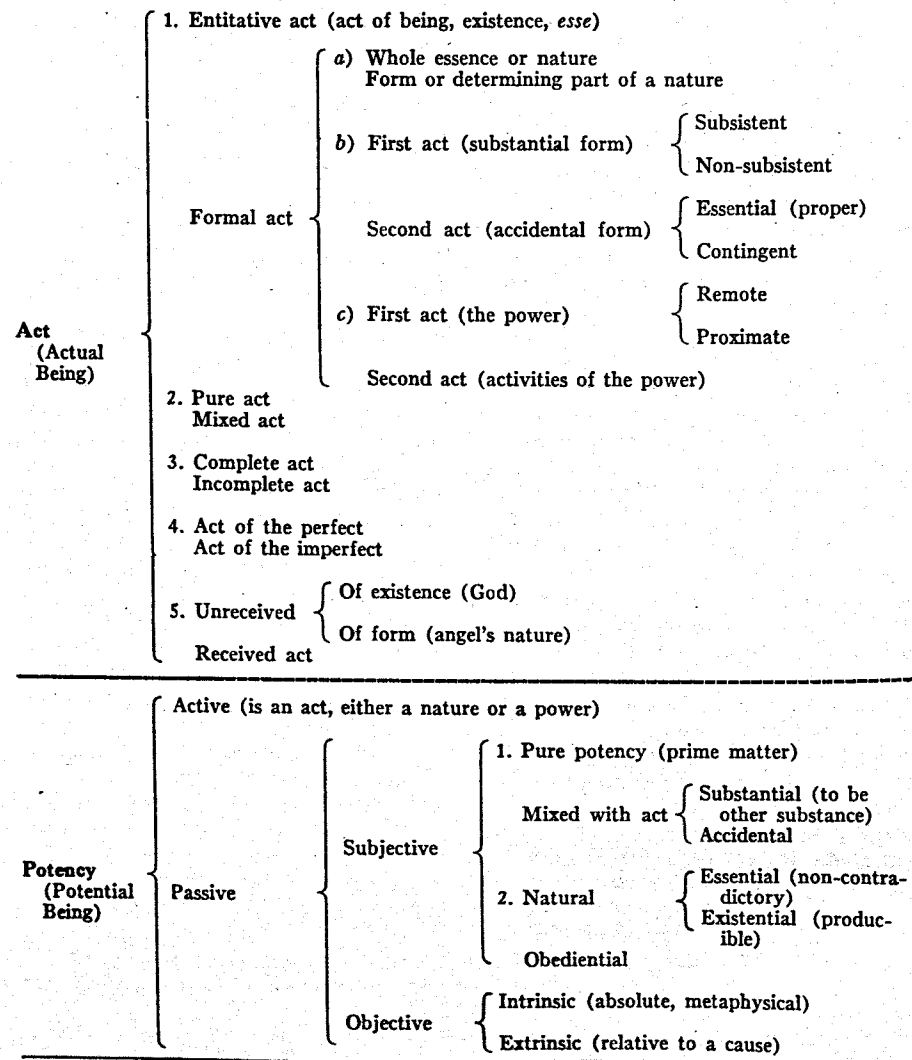 1. Entitative act (act of being, existence, esse)
a) Whole essence or nature
Form or determining part of a nature
Subsistent
b) First act (substantial form)
Non-subsistent
Formal act
Essential (proper)
Second act (accidental form)
Contingent
Remote
c) First act (the power)
Proximate
Act
(Actual
Being)
Second act (activities of the power)
2. Pure act
Mixed act
3. Complete act
Incomplete act
4. Act of the perfect
Act of the imperfect
Of existence (God)
5. Unreceived
Of form (angel's nature)
Received act
Active (is an act, either a nature or a power)
1. Pure potency (prime matter)
Substantial (to be
other substance)
Mixed with act
Accidental
Subjective
Potency
(Potential
Being)
Passive
Essential (non-contra-
dictory)
2. Natural
Existential (produc-
ible)
Obediential
Intrinsic (absolute, metaphysical)
Objective
Extrinsic (relative to a cause)